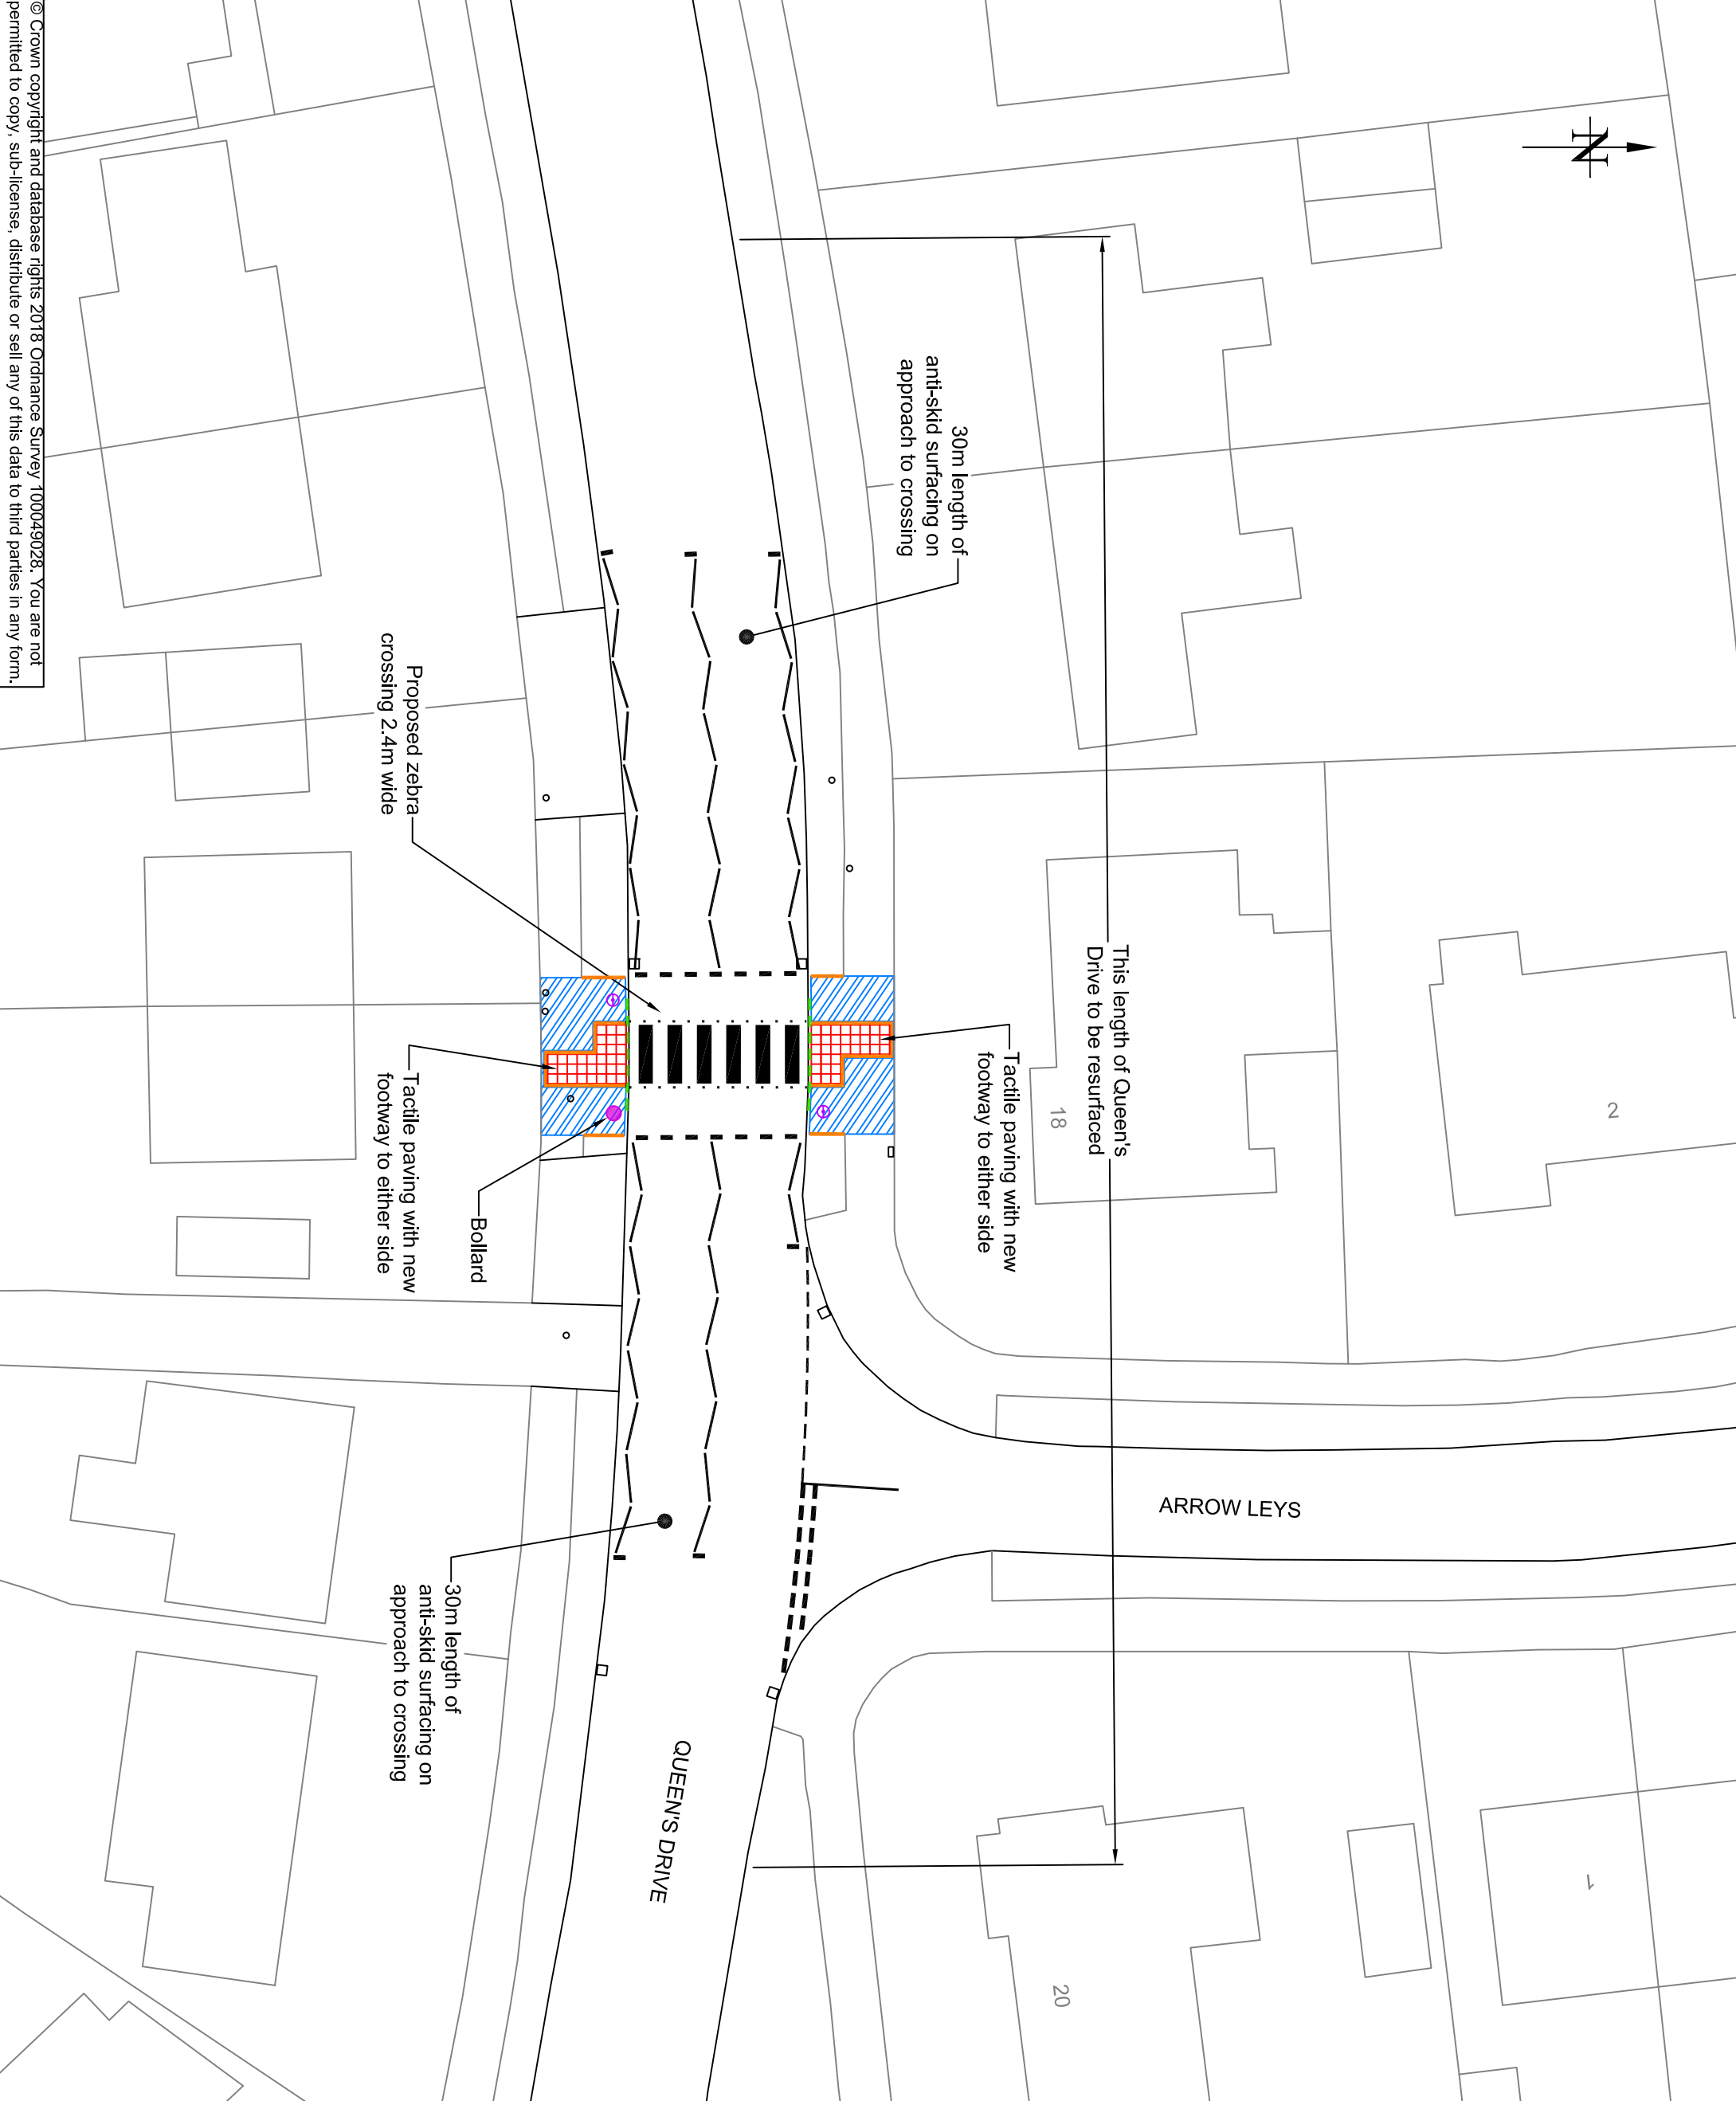 N
30m length of
anti-skid surfacing on
approach to crossing
This length of Queen's
Drive to be resurfaced
2
18
Tactile paving with new
footway to either side
ARROW LEYS
1
20
QUEEN'S DRIVE
Proposed zebra
crossing 2.4m wide
Bollard
Tactile paving with new
footway to either side
30m length of
anti-skid surfacing on
approach to crossing
© Crown copyright and database rights 2018 Ordnance Survey 100049028. You are not
permitted to copy, sub-license, distribute or sell any of this data to third parties in any form.